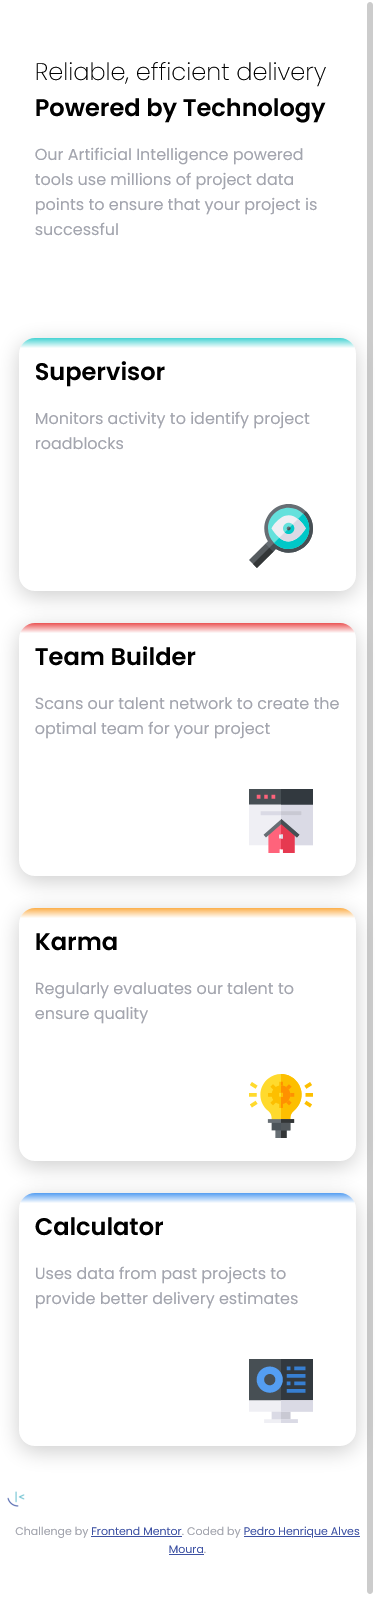 Reliable, efficient delivery
Powered by Technology
Our Artificial Intelligence powered
tools use millions of project data
points to ensure that your project is
successful
Supervisor
Monitors activity to identify project
roadblocks
Team Builder
Scans our talent network to create the
optimal team for your project
Karma
Regularly evaluates our talent to
ensure quality
Calculator
Uses data from past projects to
provide better delivery estimates
Challenge by Frontend Mentor. Coded by Pedro Henrique Alves
Moura.